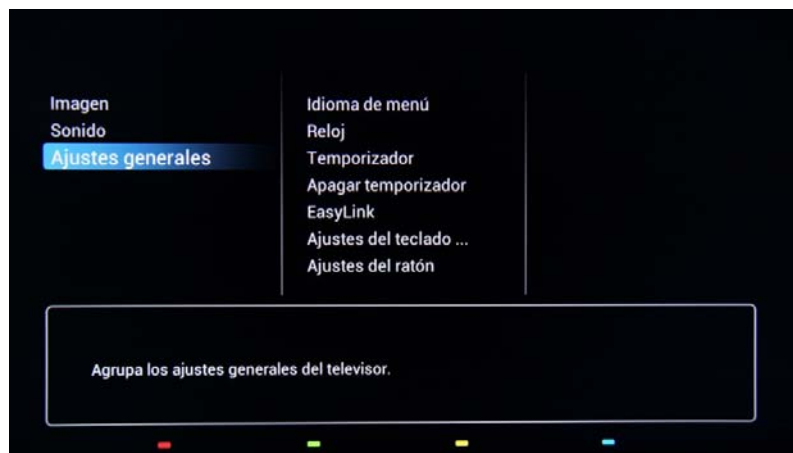 Imagen
Sonido
Ajustes generales
Idioma de menú
Reloj
Temporizador
Apagar temporizador
EasyLink
Ajustes del teclado ...
Ajustes del ratón
Agrupa los ajustes generales del televisor.